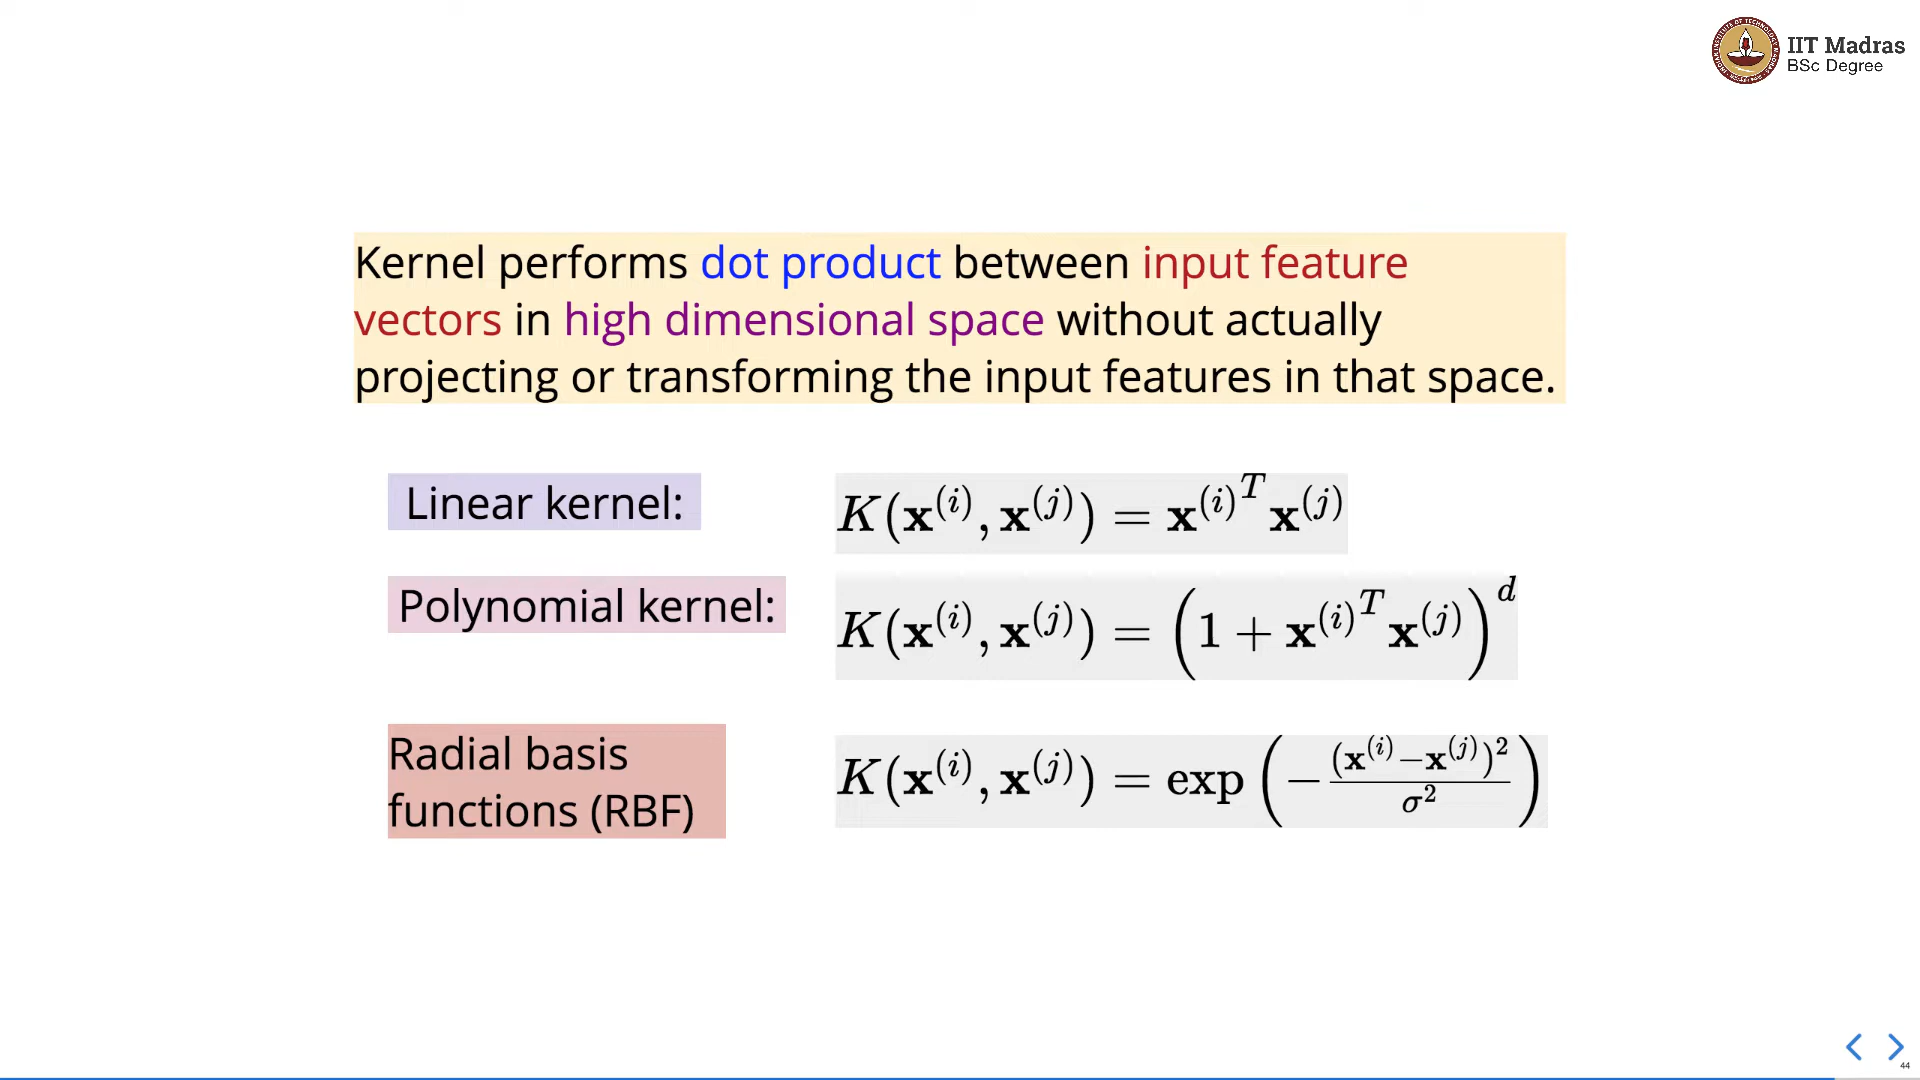 IIT Madras
BSc Degree
Kernel performs dot product between input feature
vectors in high dimensional space without actually
projecting or transforming the input features in that space.
Linear kernel:
K(x^(i), x^(j)) = x^(i)^T x^(j)
Polynomial kernel:
K(x^(i), x^(j)) = (1 + x^(i)^T x^(j))^d
Radial basis
functions (RBF)
K(x^(i), x^(j)) = exp(−(x^(i) − x^(j))^2 / σ^2)
44